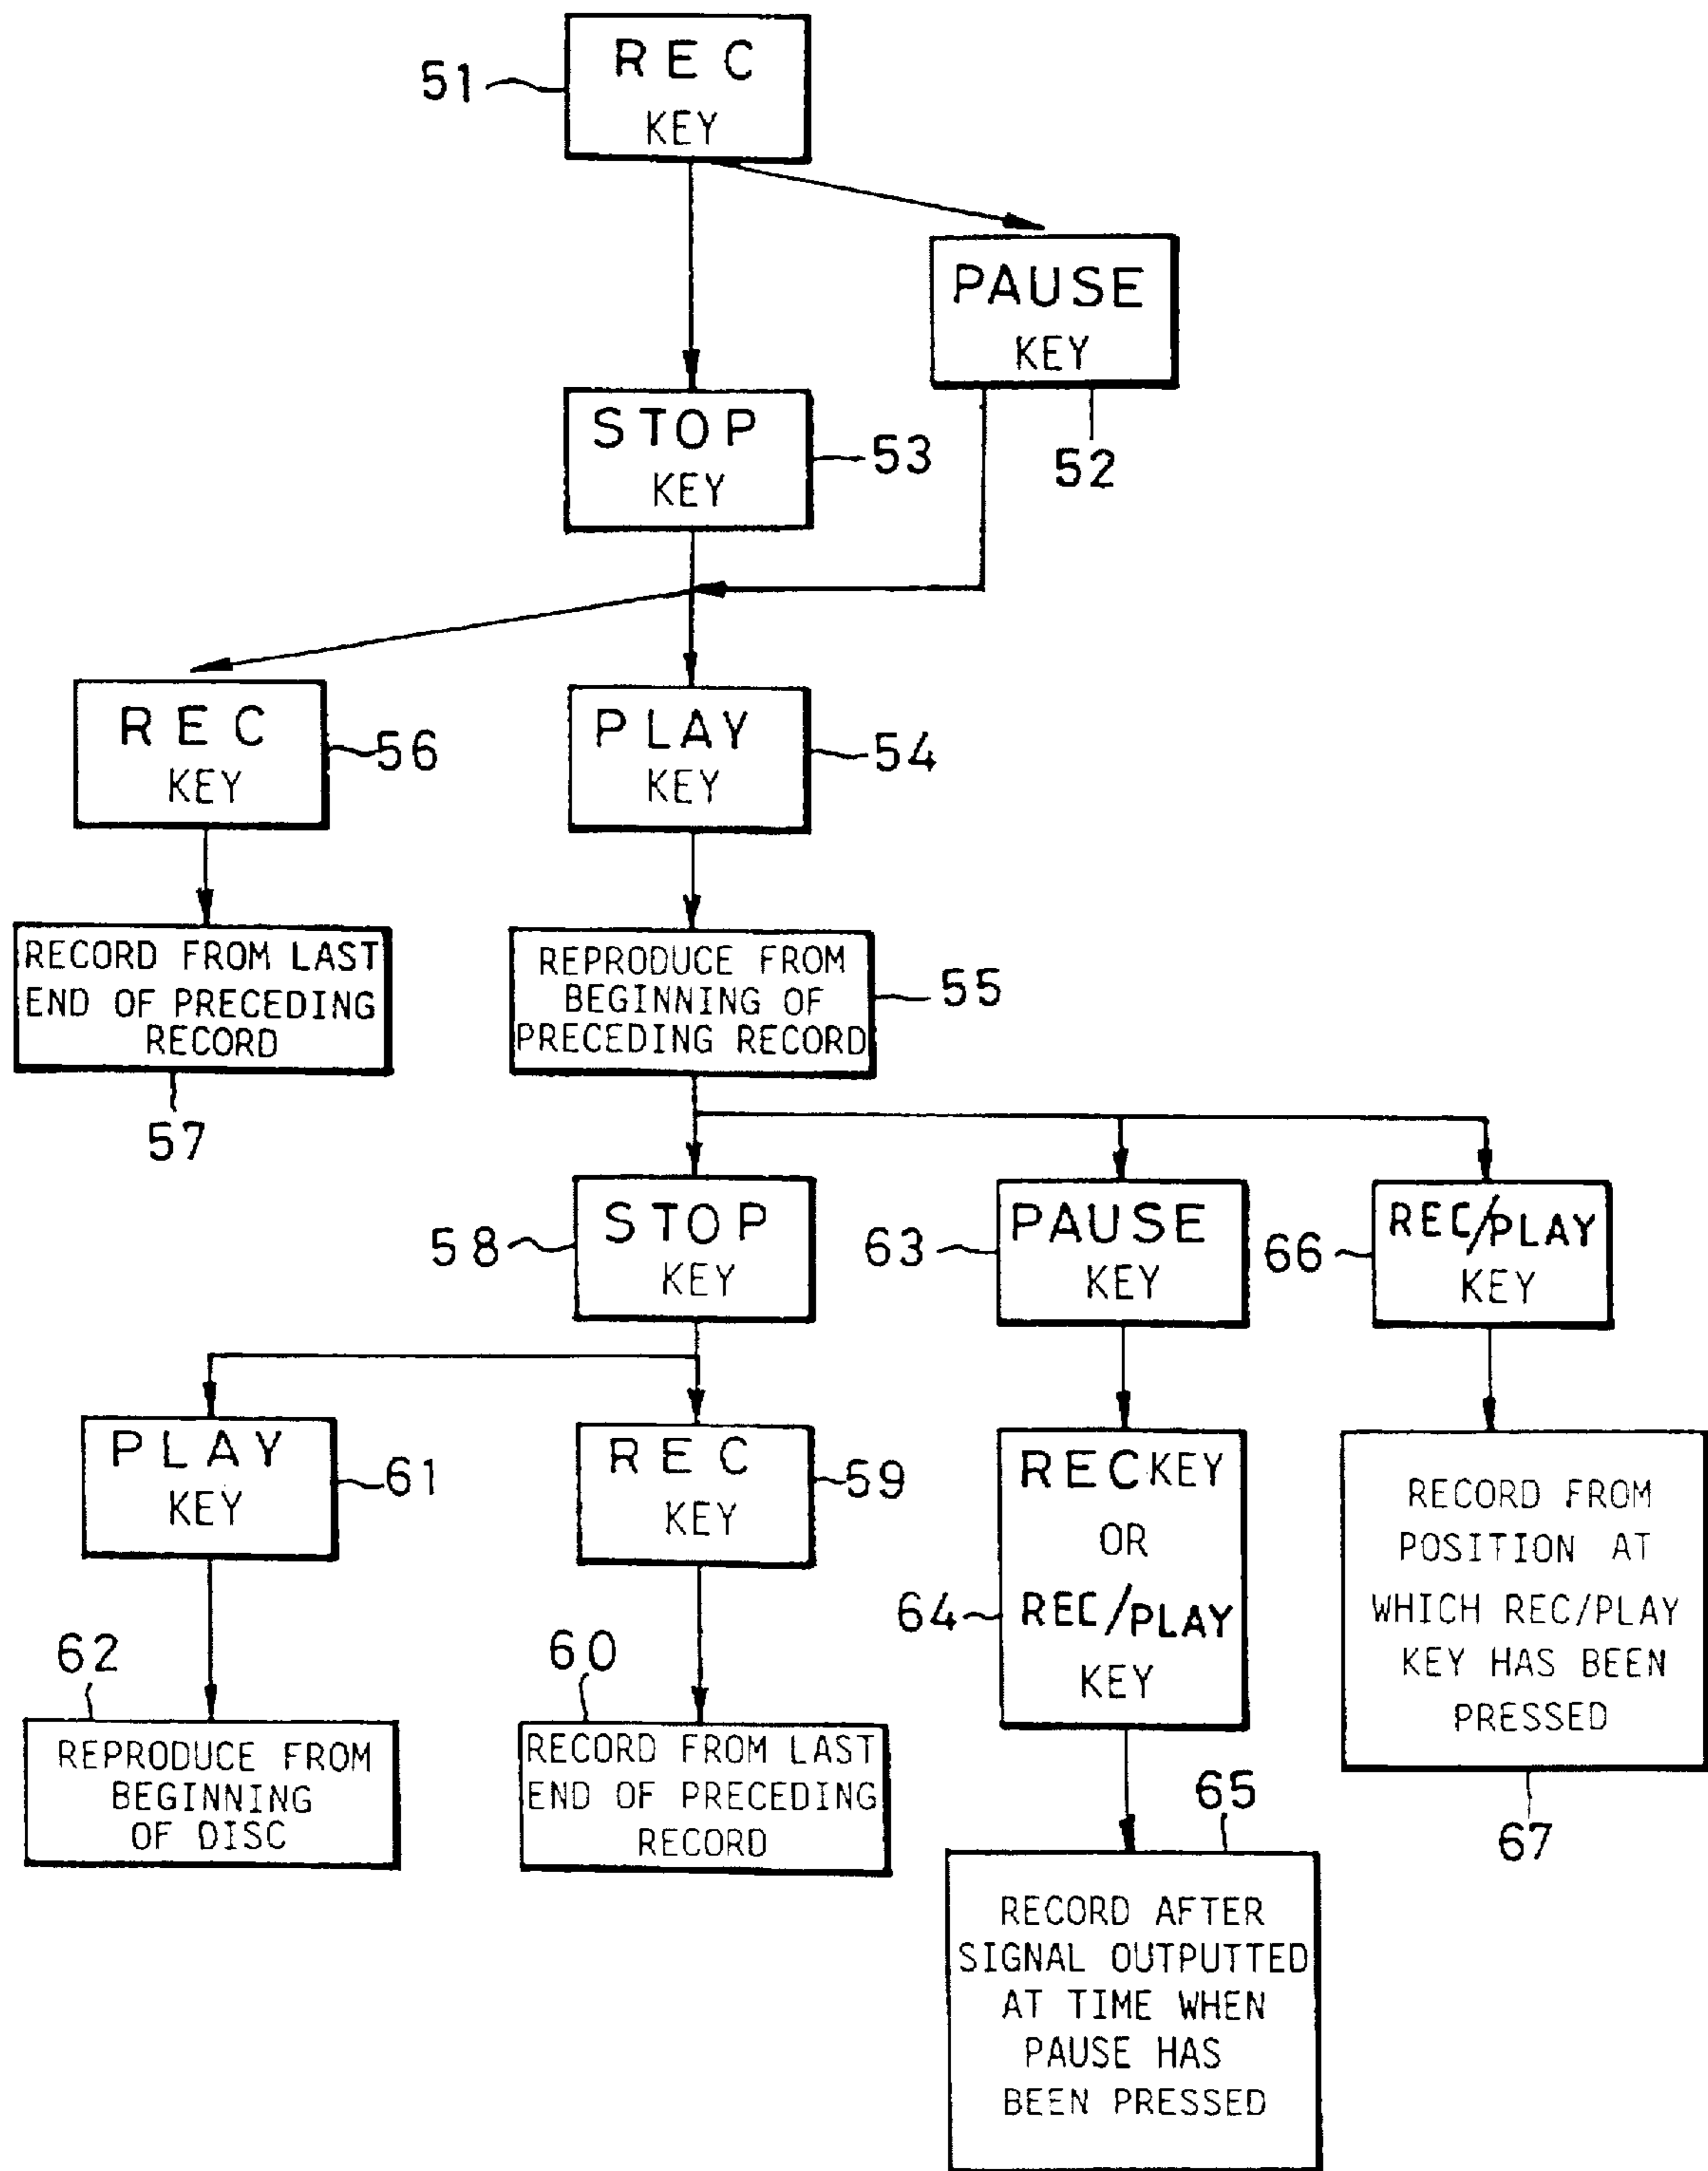 REC
KEY
51
PAUSE
KEY
52
STOP
KEY
53
REC
KEY
56
PLAY
KEY
54
RECORD FROM LAST
END OF PRECEDING
RECORD
57
REPRODUCE FROM
BEGINNING OF
PRECEDING RECORD
55
58
STOP
KEY
63
PAUSE
KEY
66
REC/PLAY
KEY
PLAY
KEY
61
REC
KEY
59
64
REC KEY
OR
REC/PLAY
KEY
RECORD FROM
POSITION AT
WHICH REC/PLAY
KEY HAS BEEN
PRESSED
67
62
REPRODUCE FROM
BEGINNING
OF DISC
60
RECORD FROM LAST
END OF PRECEDING
RECORD
65
RECORD AFTER
SIGNAL OUTPUTTED
AT TIME WHEN
PAUSE HAS
BEEN PRESSED